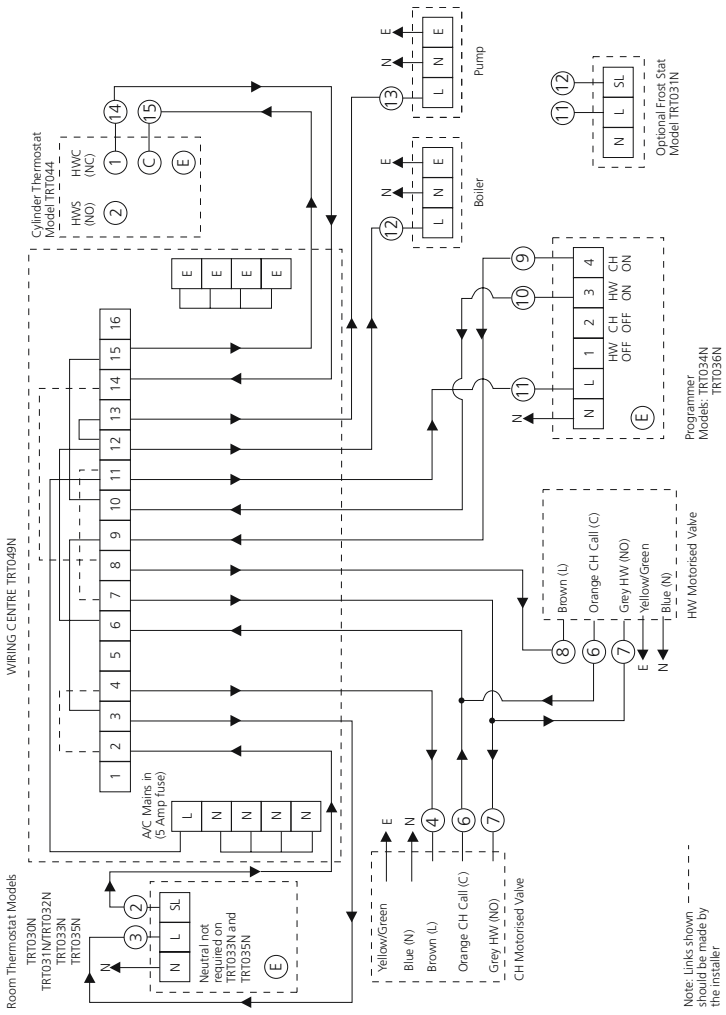 WIRING CENTRE TRT049N
Room Thermostat Models
TRT030N
TRT031N/TRT032N
TRT033N
TRT035N
N
3
2
N
L
SL
Neutral not
required on
TRT033N and
TRT035N
E
A/C Mains in
(5 Amp fuse)
L
N
N
N
N
1
2
3
4
5
6
7
8
9
10
11
12
13
14
15
16
E
E
E
E
Cylinder Thermostat
Model TRT044
HWS
(NO)
HWC
(NC)
2
1
C
E
14
15
Yellow/Green
Blue (N)
Brown (L)
Orange CH Call (C)
Grey HW (NO)
E
N
4
6
7
CH Motorised Valve
8
6
7
E
N
Brown (L)
Orange CH Call (C)
Grey HW (NO)
Yellow/Green
Blue (N)
HW Motorised Valve
N
11
10
9
N
L
1
2
3
4
HW
OFF
CH
OFF
HW
ON
CH
ON
E
Programmer
Models: TRT034N
TRT036N
12
N
E
L
N
E
Boiler
13
N
E
L
N
E
Pump
11
12
N
L
SL
Optional Frost Stat
Model TRT031N
Note: Links shown
should be made by
the installer